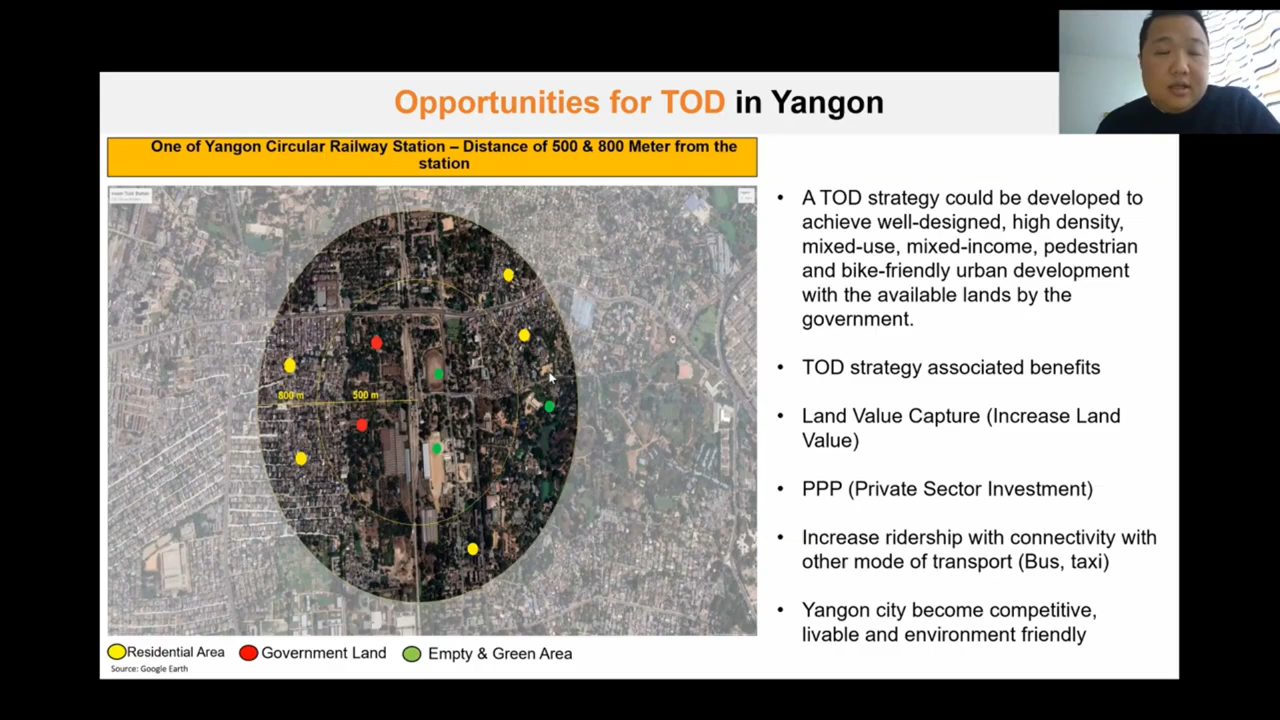 Opportunities for TOD in Yangon
One of Yangon Circular Railway Station – Distance of 500 & 800 Meter from the
station
800 m
500 m
Residential Area
Government Land
Empty & Green Area
Source: Google Earth
• A TOD strategy could be developed to
achieve well-designed, high density,
mixed-use, mixed-income, pedestrian
and bike-friendly urban development
with the available lands by the
government.
• TOD strategy associated benefits
• Land Value Capture (Increase Land
Value)
• PPP (Private Sector Investment)
• Increase ridership with connectivity with
other mode of transport (Bus, taxi)
• Yangon city become competitive,
livable and environment friendly